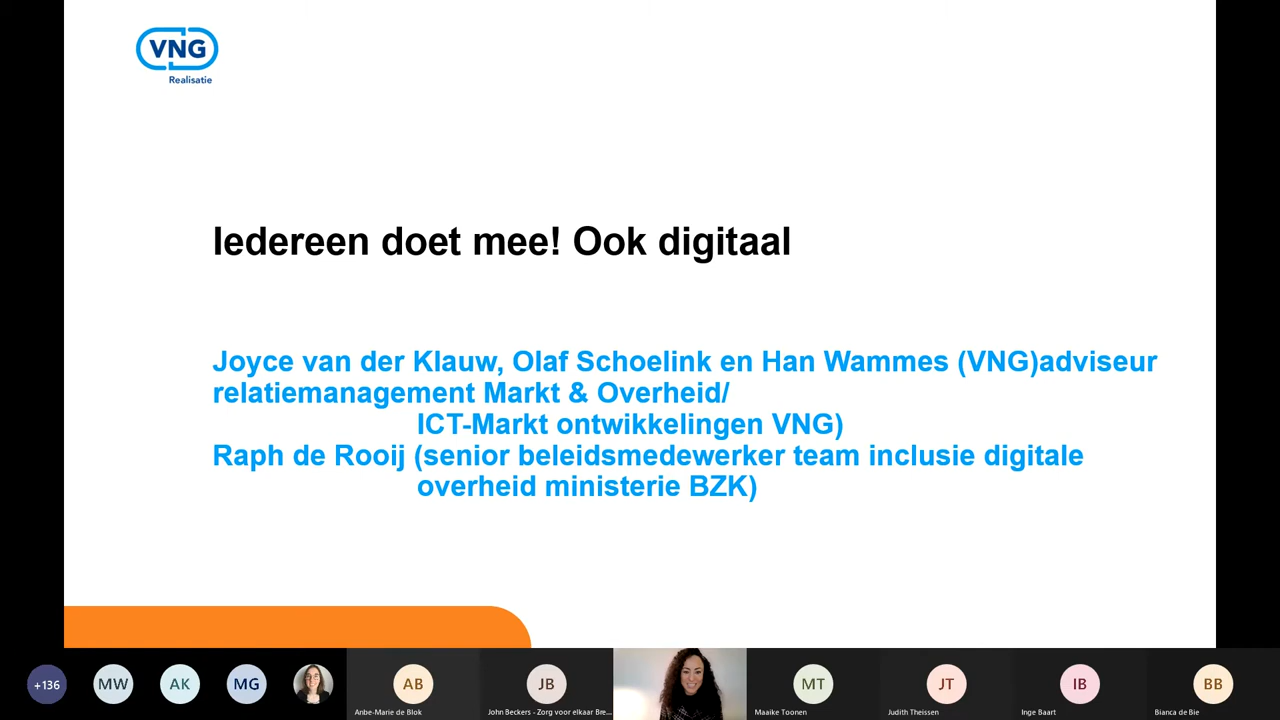 VNG
Realisatie
Iedereen doet mee! Ook digitaal
Joyce van der Klauw, Olaf Schoelink en Han Wammes (VNG)adviseur
relatiemanagement Markt & Overheid/
ICT-Markt ontwikkelingen VNG)
Raph de Rooij (senior beleidsmedewerker team inclusie digitale
overheid ministerie BZK)
+136
MW
AK
MG
AB
JB
MT
JT
IB
BB
Anbe-Marie de Blok
John Beckers - Zorg voor elkaar Bre...
Maaike Toonen
Judith Theissen
Inge Baart
Bianca de Bie